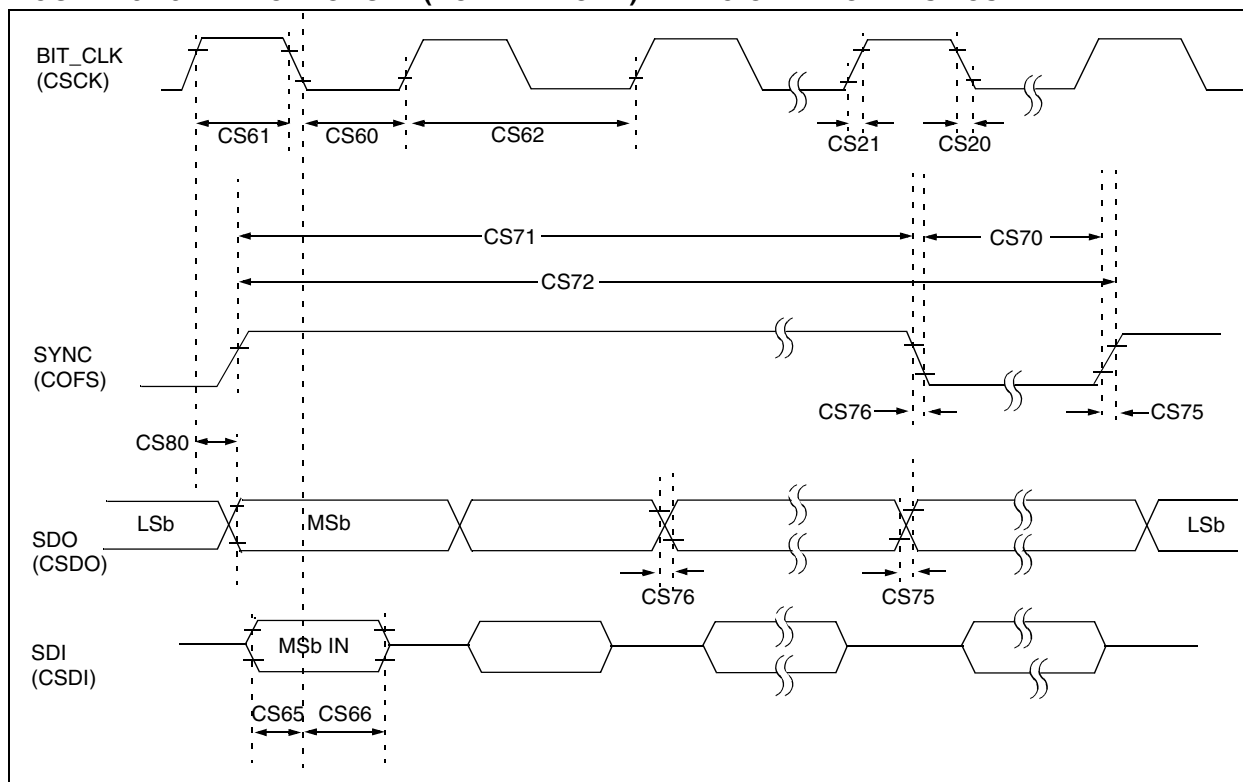 BIT_CLK
(CSCK)
CS61
CS60
CS62
CS21
CS20
CS71
CS70
CS72
SYNC
(COFS)
CS76
CS75
CS80
SDO
(CSDO)
LSb
MSb
LSb
CS76
CS75
SDI
(CSDI)
MSb IN
CS65
CS66